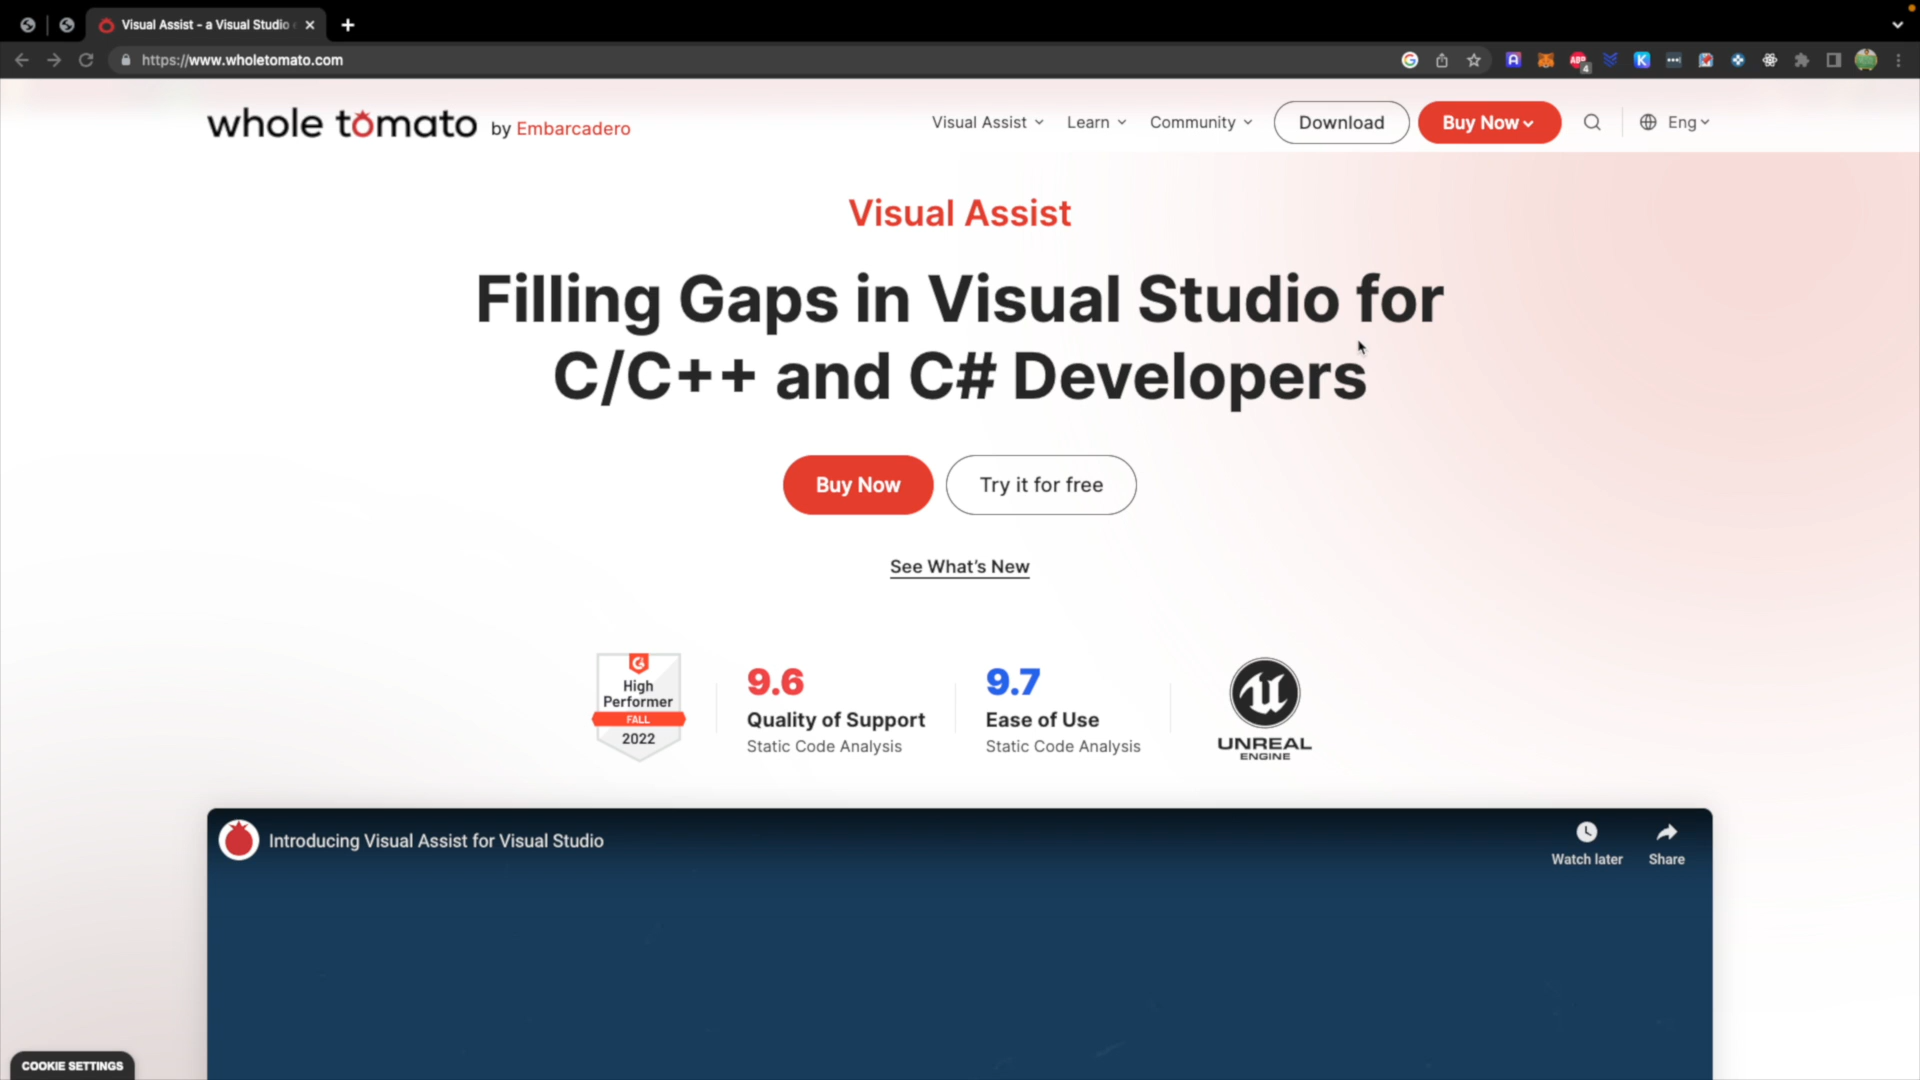 Visual Assist - a Visual Studio
https://www.wholetomato.com
ABP
4
K
whole tomato by Embarcadero
Visual Assist
Learn
Community
Download
Buy Now
Eng
Visual Assist
Filling Gaps in Visual Studio for
C/C++ and C# Developers
Buy Now
Try it for free
See What's New
High
Performer
FALL
2022
9.6
Quality of Support
Static Code Analysis
9.7
Ease of Use
Static Code Analysis
UNREAL
ENGINE
Introducing Visual Assist for Visual Studio
Watch later
Share
COOKIE SETTINGS